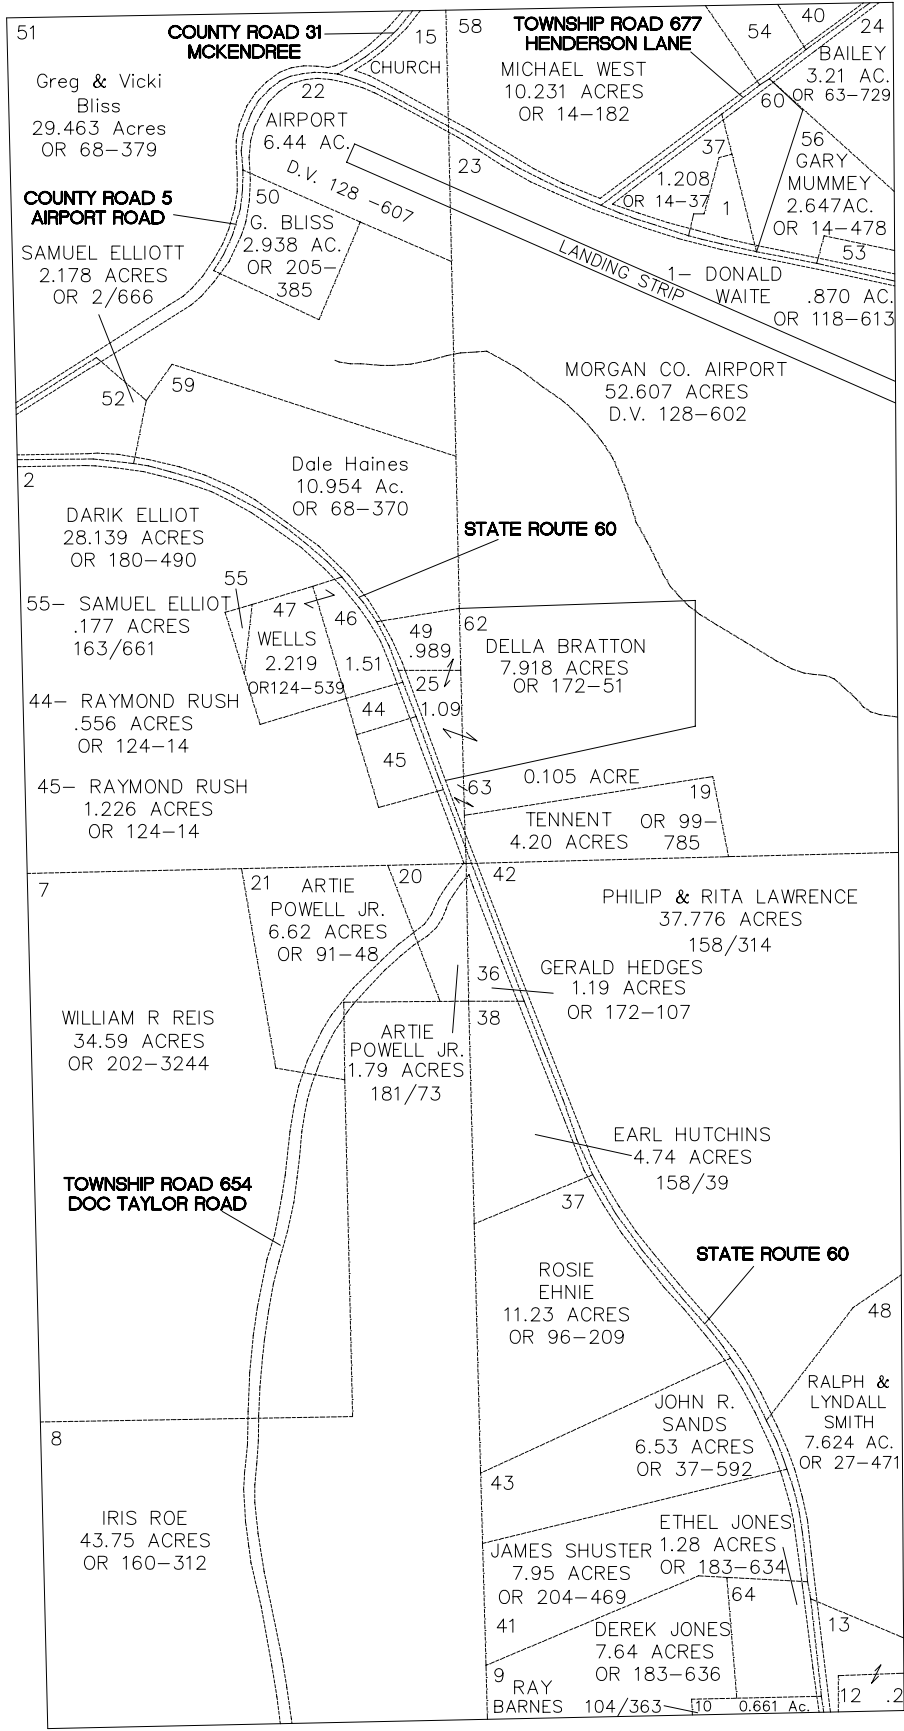 51
COUNTY ROAD 31
MCKENDREE
15
CHURCH
58
TOWNSHIP ROAD 677
HENDERSON LANE
54
40
24
BAILEY
3.21 AC.
OR 63-729
Greg & Vicki
Bliss
29.463 Acres
OR 68-379
22
AIRPORT
6.44 AC.
D.V. 128-607
MICHAEL WEST
10.231 ACRES
OR 14-182
60
23
37
1.208
OR 14-37
1
56
GARY
MUMMEY
2.647AC.
OR 14-478
53
COUNTY ROAD 5
AIRPORT ROAD
50
G. BLISS
2.938 AC.
OR 205-
385
SAMUEL ELLIOTT
2.178 ACRES
OR 2/666
LANDING STRIP
1- DONALD
WAITE .870 AC.
OR 118-613
52
59
MORGAN CO. AIRPORT
52.607 ACRES
D.V. 128-602
2
Dale Haines
10.954 Ac.
OR 68-370
DARIK ELLIOT
28.139 ACRES
OR 180-490
STATE ROUTE 60
55
55- SAMUEL ELLIOT
.177 ACRES
163/661
47
WELLS
2.219
OR124-539
46
1.51
49
.989
62
DELLA BRATTON
7.918 ACRES
OR 172-51
25
1.09
44- RAYMOND RUSH
.556 ACRES
OR 124-14
44
45
45- RAYMOND RUSH
1.226 ACRES
OR 124-14
63
0.105 ACRE
19
TENNENT
4.20 ACRES
OR 99-
785
7
21
ARTIE
POWELL JR.
6.62 ACRES
OR 91-48
20
42
PHILIP & RITA LAWRENCE
37.776 ACRES
158/314
36
GERALD HEDGES
1.19 ACRES
OR 172-107
38
WILLIAM R REIS
34.59 ACRES
OR 202-3244
ARTIE
POWELL JR.
1.79 ACRES
181/73
EARL HUTCHINS
4.74 ACRES
158/39
TOWNSHIP ROAD 654
DOC TAYLOR ROAD
37
ROSIE
EHNIE
11.23 ACRES
OR 96-209
STATE ROUTE 60
48
RALPH &
LYNDALL
SMITH
7.624 AC.
OR 27-471
JOHN R.
SANDS
6.53 ACRES
OR 37-592
8
43
IRIS ROE
43.75 ACRES
OR 160-312
JAMES SHUSTER
7.95 ACRES
OR 204-469
ETHEL JONES
1.28 ACRES
OR 183-634
41
64
13
DEREK JONES
7.64 ACRES
OR 183-636
9
RAY
BARNES 104/363
10 0.661 Ac.
12 .2